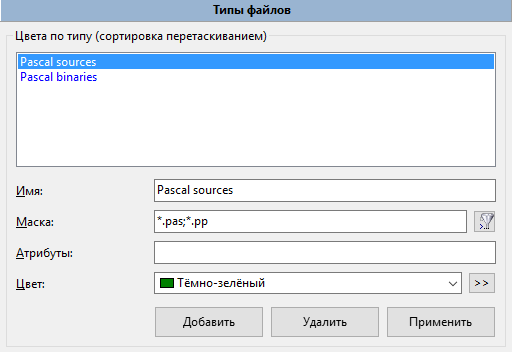 Типы файлов
Цвета по типу (сортировка перетаскиванием)
Pascal sources
Pascal binaries
Имя: Pascal sources
Маска: *.pas;*.pp
Атрибуты:
Цвет: Тёмно-зелёный >>
Добавить Удалить Применить